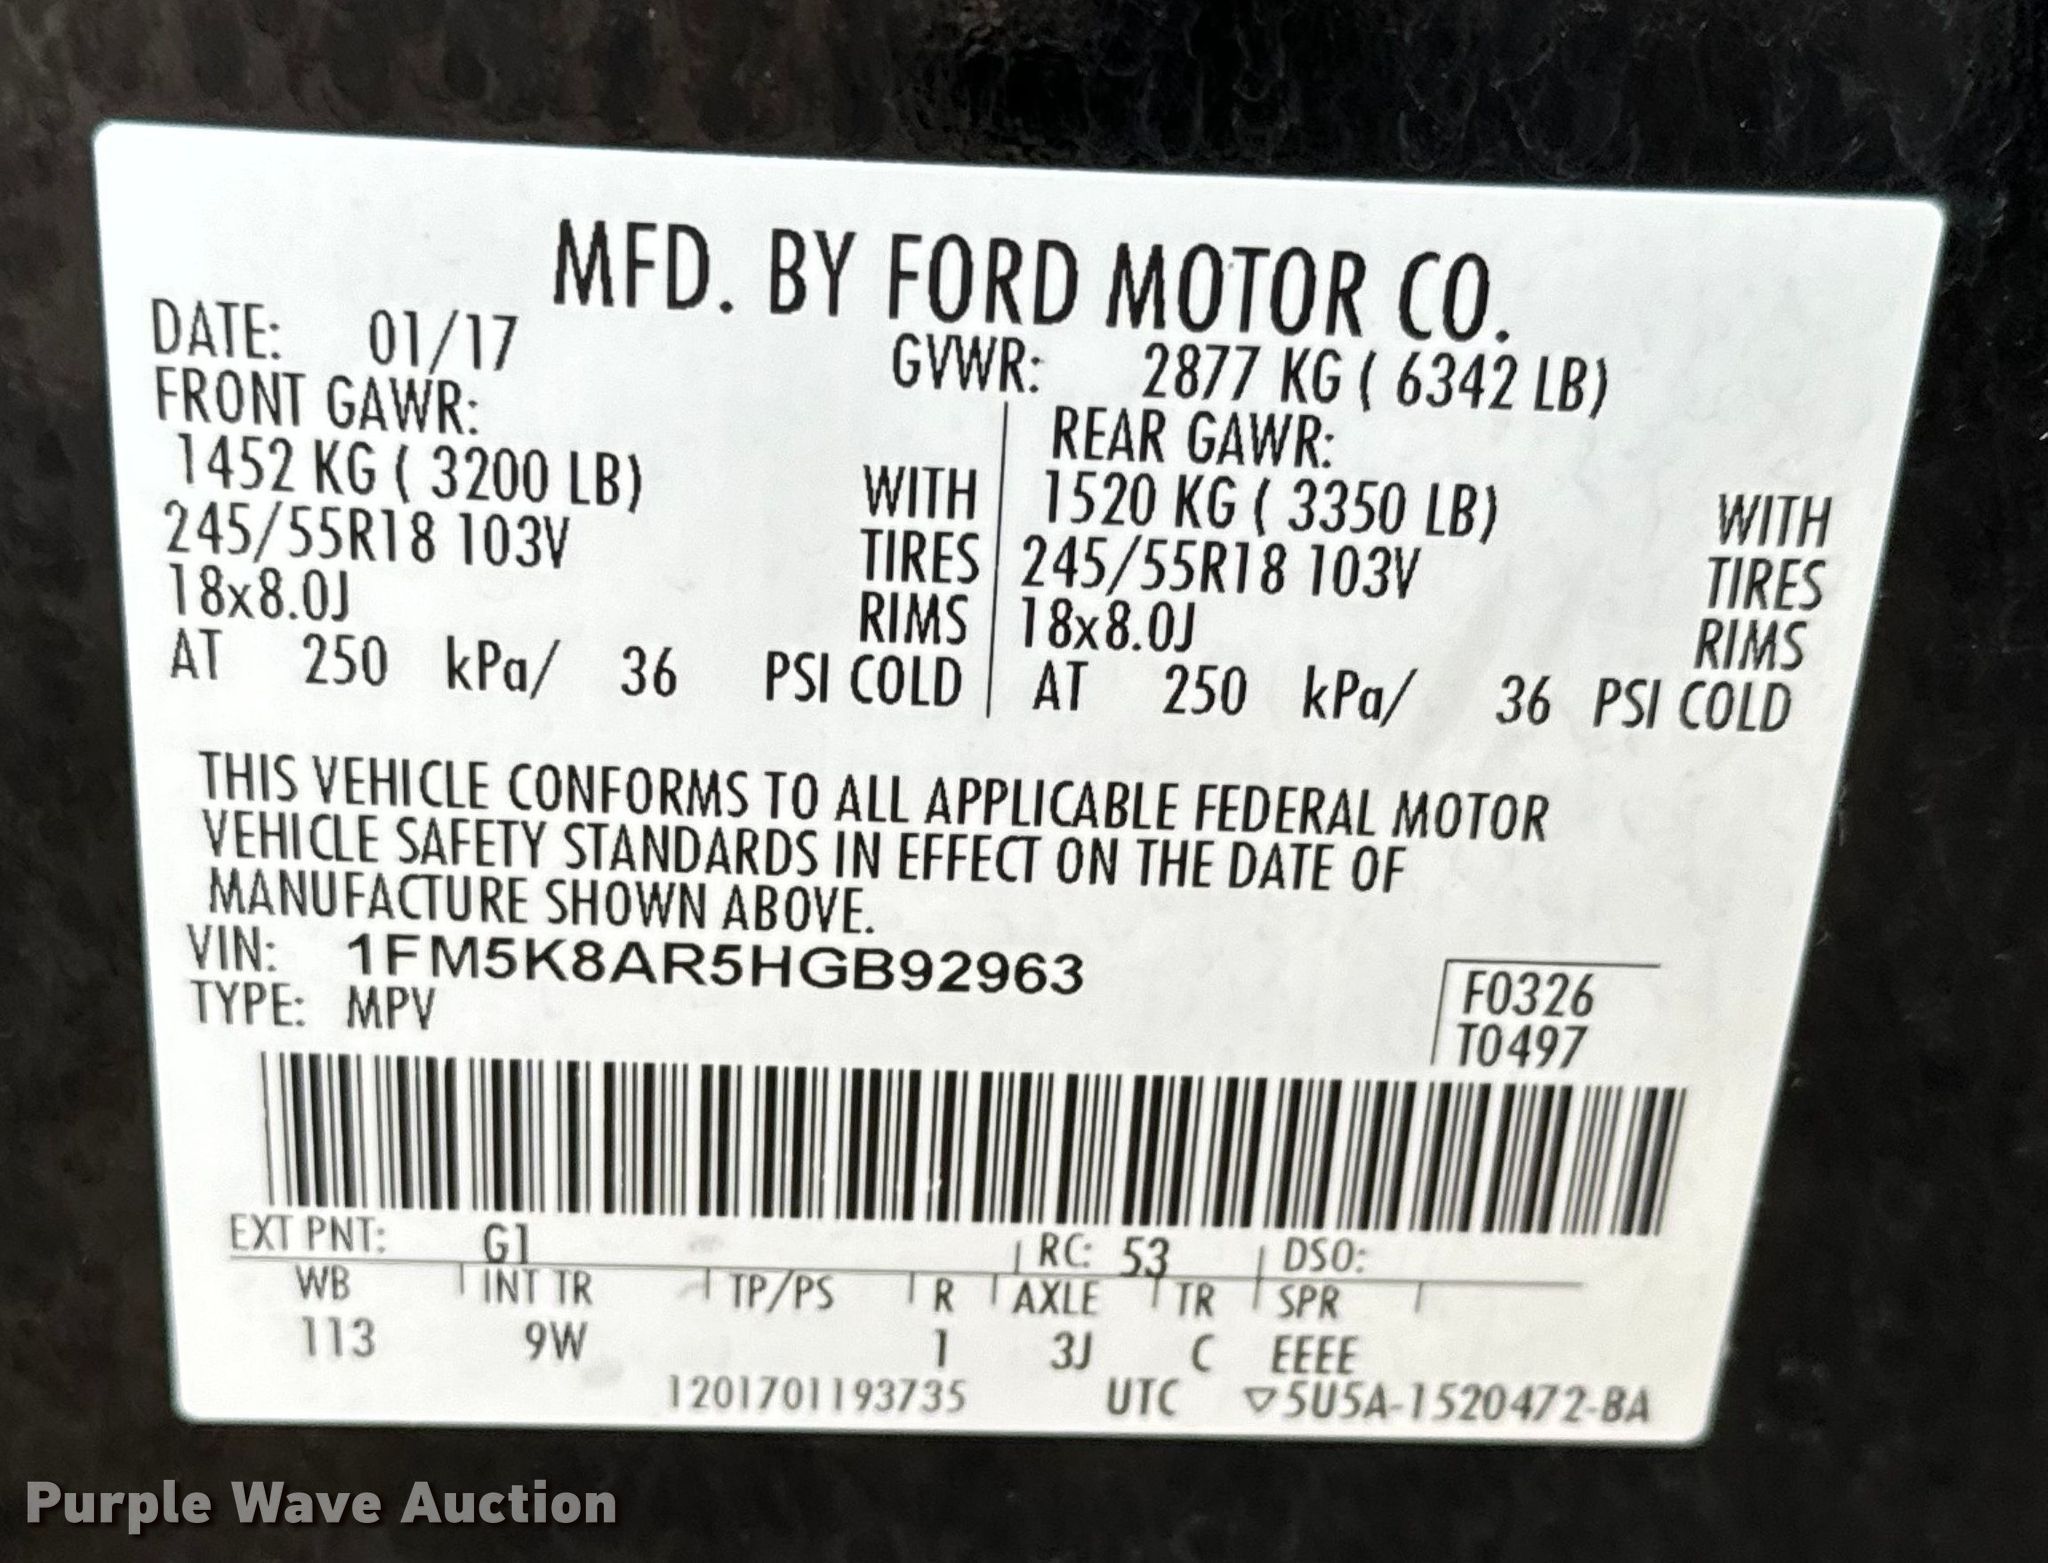 MFD. BY FORD MOTOR CO.
DATE: 01/17 GVWR: 2877 KG ( 6342 LB)
FRONT GAWR: REAR GAWR:
1452 KG ( 3200 LB) WITH 1520 KG ( 3350 LB) WITH
245/55R18 103V TIRES 245/55R18 103V TIRES
18x8.0J RIMS 18x8.0J RIMS
AT 250 kPa/ 36 PSI COLD AT 250 kPa/ 36 PSI COLD
THIS VEHICLE CONFORMS TO ALL APPLICABLE FEDERAL MOTOR
VEHICLE SAFETY STANDARDS IN EFFECT ON THE DATE OF
MANUFACTURE SHOWN ABOVE.
VIN: 1FM5K8AR5HGB92963
TYPE: MPV
F0326
T0497
EXT PNT: G1 RC: 53 DSO:
WB INT TR TP/PS R AXLE TR SPR
113 9W 1 3J C EEEE
1201701193735 UTC ▽5U5A-1520472-BA
Purple Wave Auction